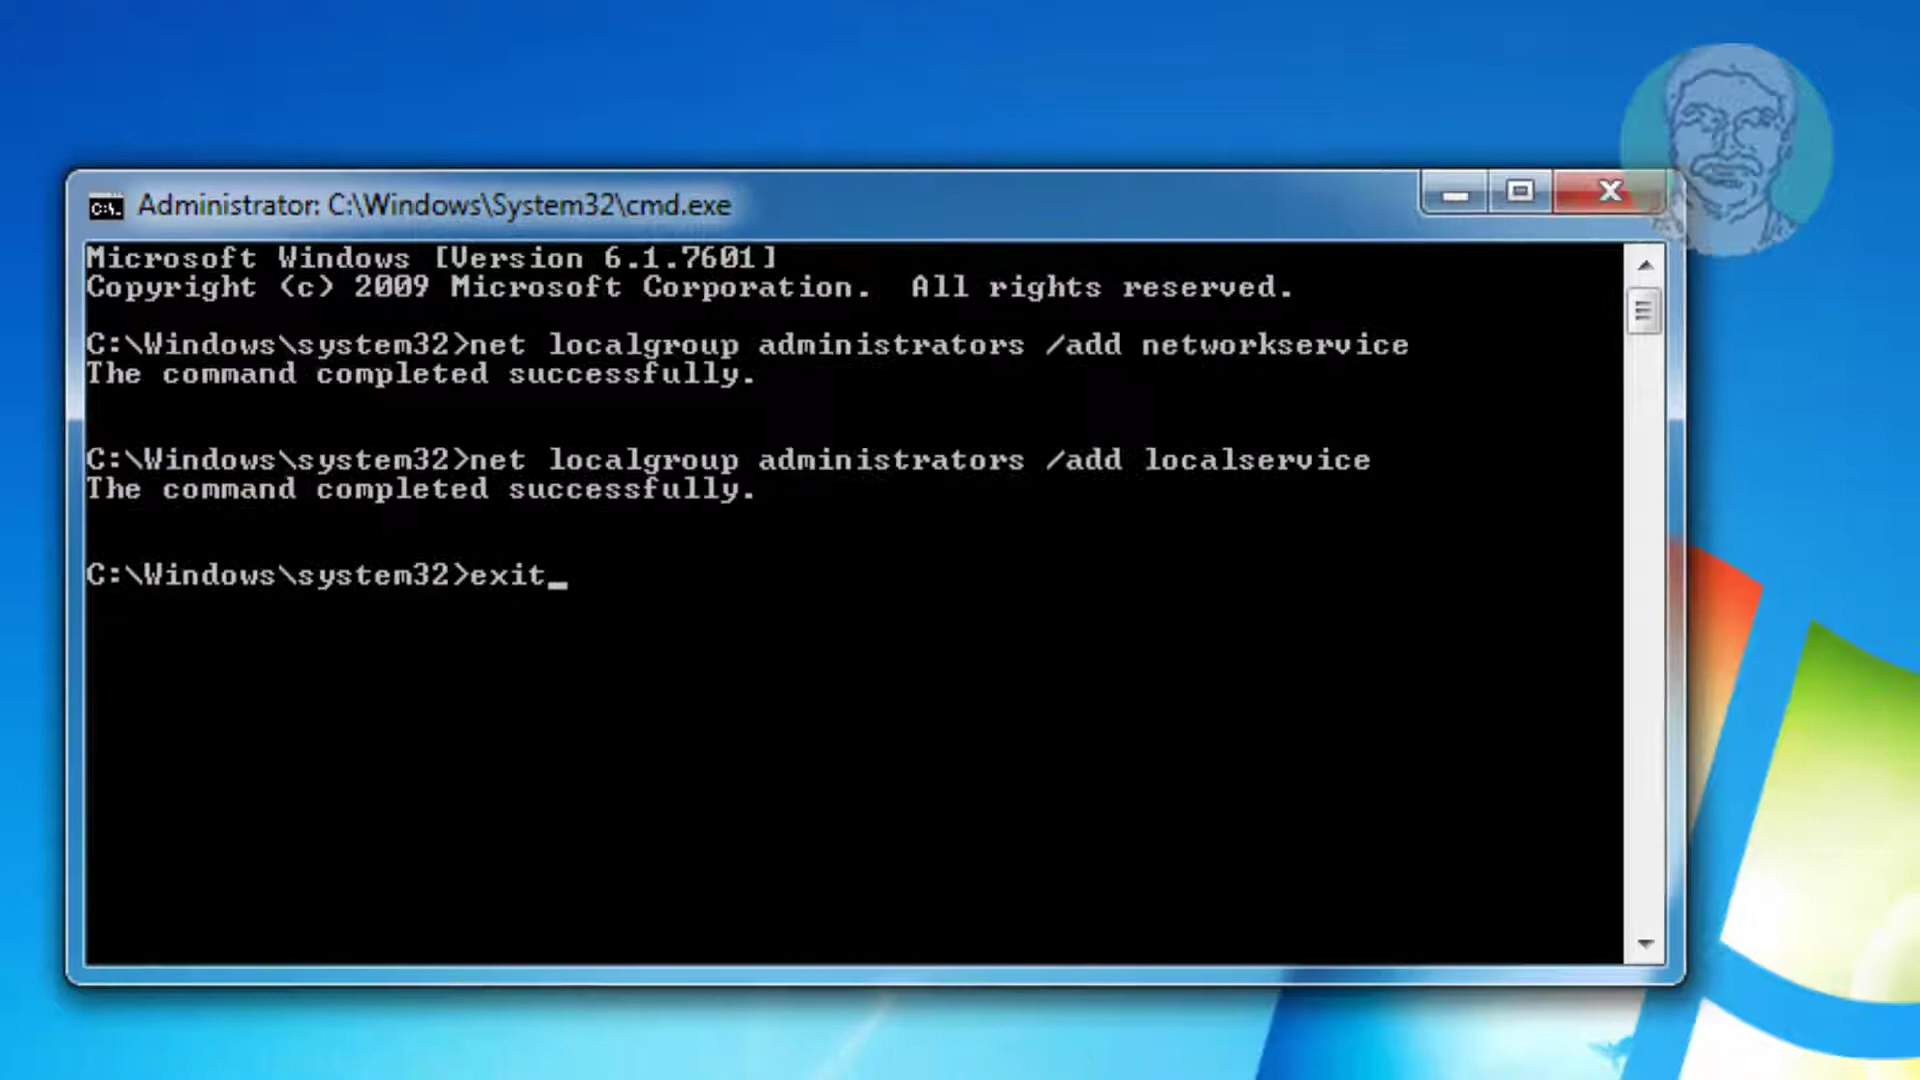 Administrator: C:\Windows\System32\cmd.exe
Microsoft Windows [Version 6.1.7601]
Copyright (c) 2009 Microsoft Corporation.  All rights reserved.
C:\Windows\system32>net localgroup administrators /add networkservice
The command completed successfully.
C:\Windows\system32>net localgroup administrators /add localservice
The command completed successfully.
C:\Windows\system32>exit_